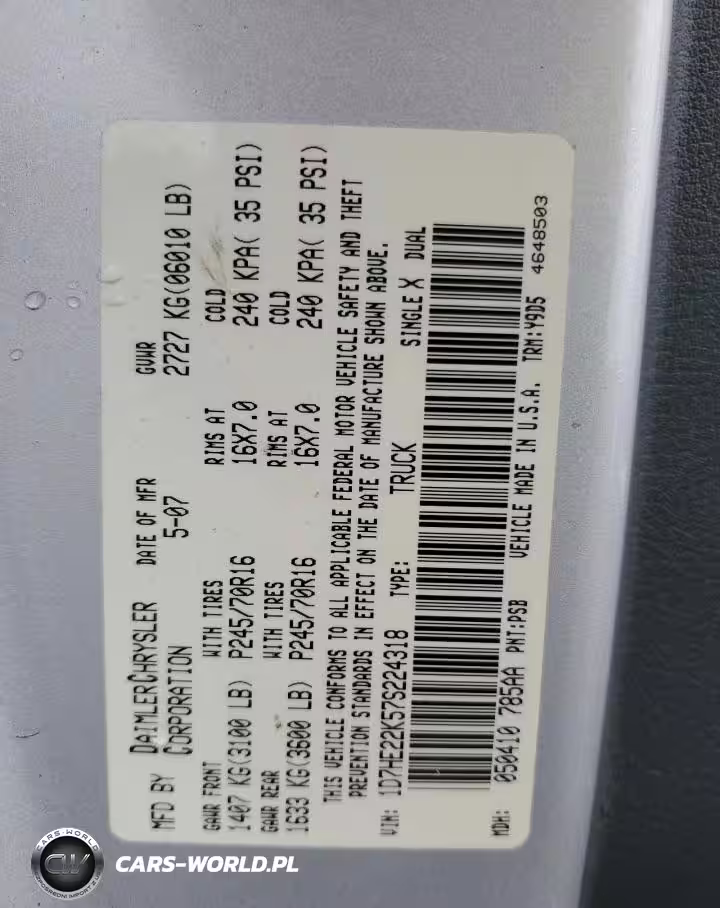 MFD BY DAIMLERCHRYSLER CORPORATION
DATE OF MFR 5-07
GVWR 2727 KG(06010 LB)
GAWR FRONT WITH TIRES RIMS AT COLD
1407 KG(3100 LB) P245/70R16 16X7.0 240 KPA( 35 PSI)
GAWR REAR WITH TIRES RIMS AT COLD
1633 KG(3600 LB) P245/70R16 16X7.0 240 KPA( 35 PSI)
THIS VEHICLE CONFORMS TO ALL APPLICABLE FEDERAL MOTOR VEHICLE SAFETY AND THEFT
PREVENTION STANDARDS IN EFFECT ON THE DATE OF MANUFACTURE SHOWN ABOVE.
VIN: 1D7HE22K57S224318 TYPE: TRUCK SINGLE X DUAL
MDH: 050410 785AA PNT:PSB VEHICLE MADE IN U.S.A. TRM:Y9D5 4648503
CARS-WORLD
CW
CARS-WORLD.PL